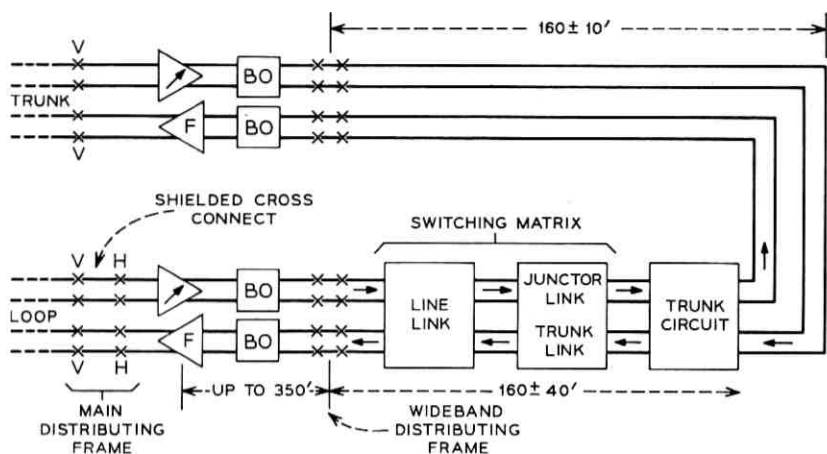 160 ± 10′
V
BO
TRUNK
F
BO
V
SHIELDED CROSS
CONNECT
SWITCHING MATRIX
V
H
BO
LINE
LINK
JUNCTOR
LINK
TRUNK
LINK
TRUNK
CIRCUIT
LOOP
F
BO
V
H
UP TO 350′
160 ± 40′
MAIN
DISTRIBUTING
FRAME
WIDEBAND
DISTRIBUTING
FRAME